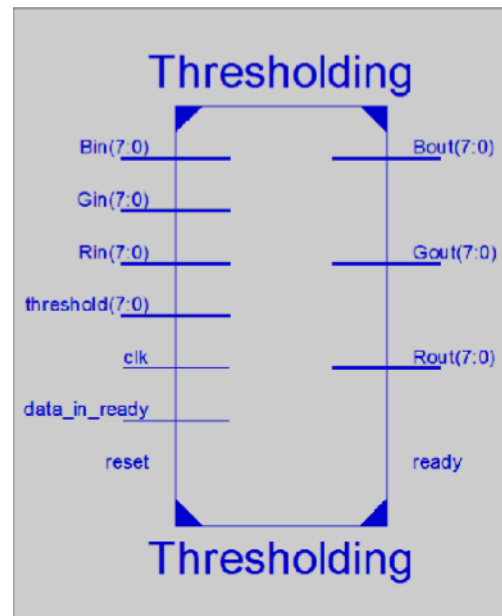 Thresholding
Bin(7:0)
Bout(7:0)
Gin(7:0)
Rin(7:0)
Gout(7:0)
threshold(7:0)
clk
Rout(7:0)
data_in_ready
reset
ready
Thresholding